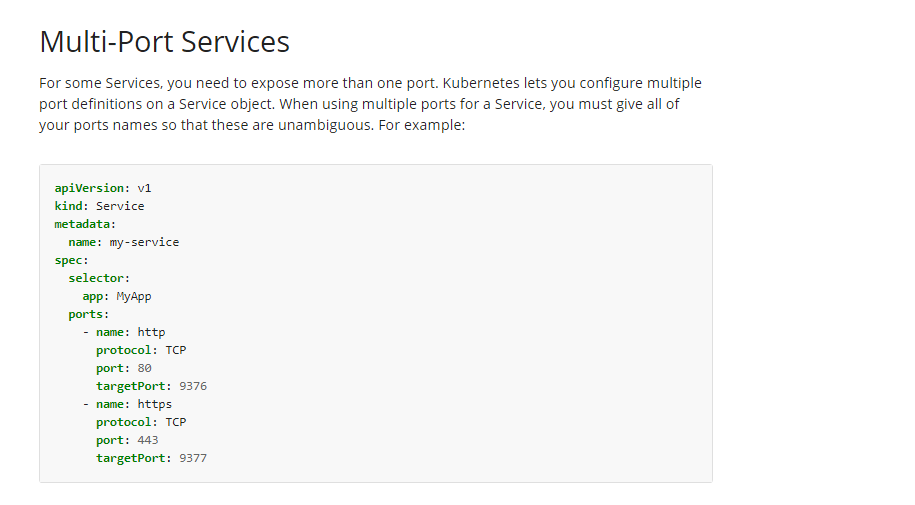 Multi-Port Services
For some Services, you need to expose more than one port. Kubernetes lets you configure multiple
port definitions on a Service object. When using multiple ports for a Service, you must give all of
your ports names so that these are unambiguous. For example:
apiVersion: v1
kind: Service
metadata:
  name: my-service
spec:
  selector:
    app: MyApp
  ports:
    - name: http
      protocol: TCP
      port: 80
      targetPort: 9376
    - name: https
      protocol: TCP
      port: 443
      targetPort: 9377